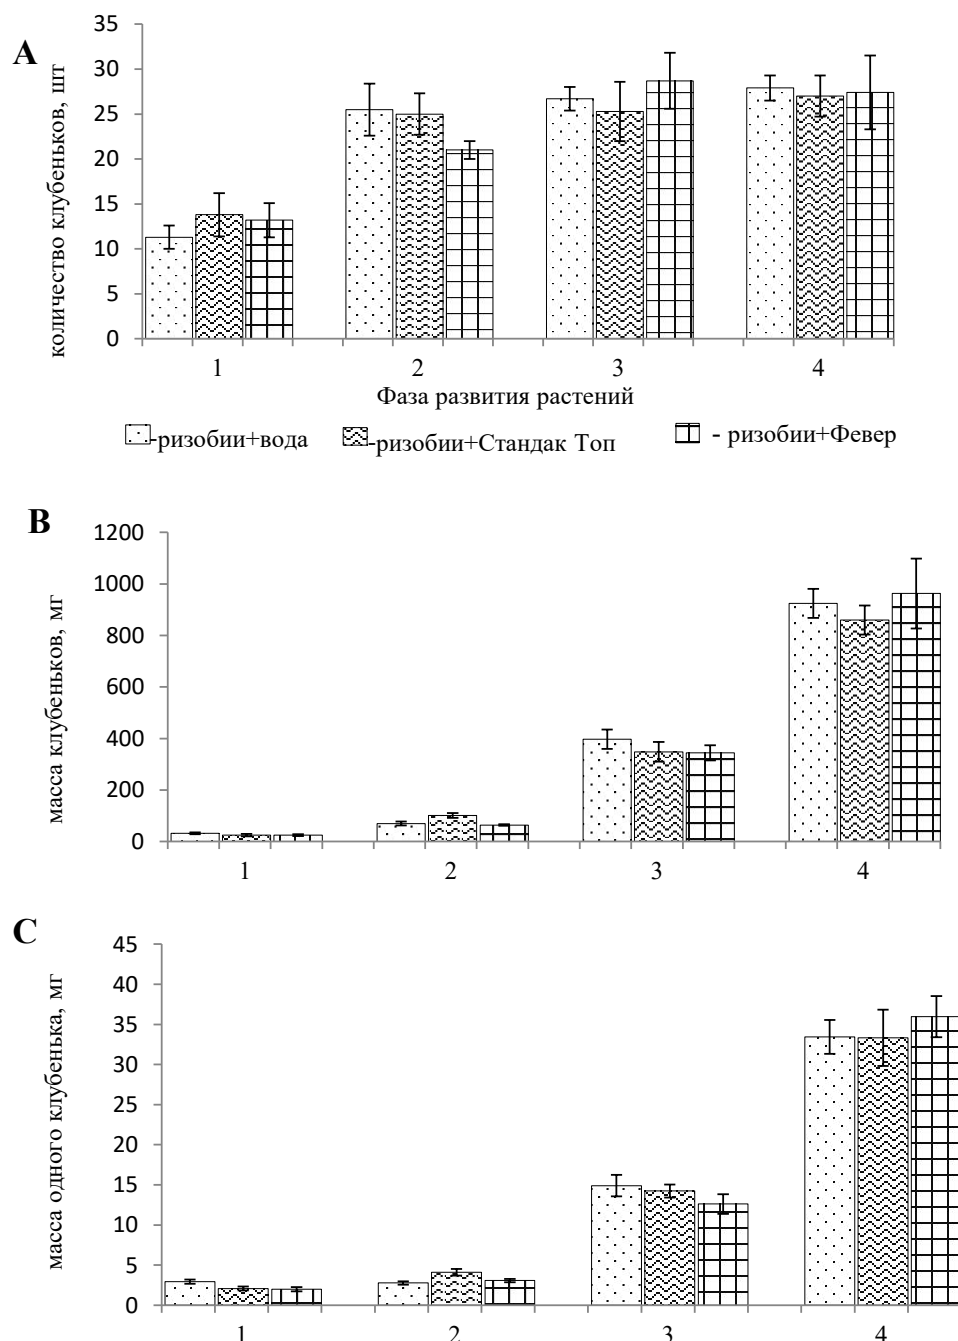 A
количество клубеньков, шт
35
30
25
20
15
10
5
0
1 2 3 4
Фаза развития растений
-ризобии+вода -ризобии+Стандак Топ - ризобии+Февер
B
масса клубеньков, мг
1200
1000
800
600
400
200
0
1 2 3 4
C
масса одного клубенька, мг
45
40
35
30
25
20
15
10
5
0
1 2 3 4